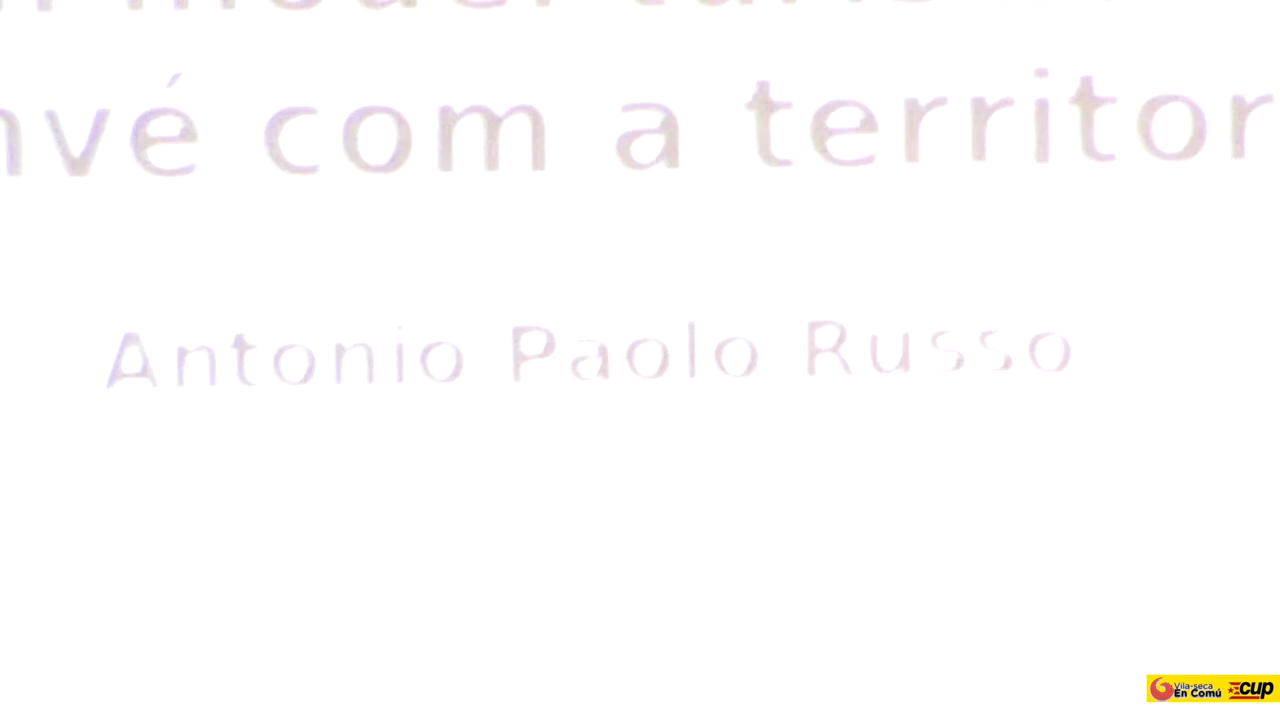 nvé com a territor
Antonio Paolo Russo
Vila-seca
En Comú
CUP